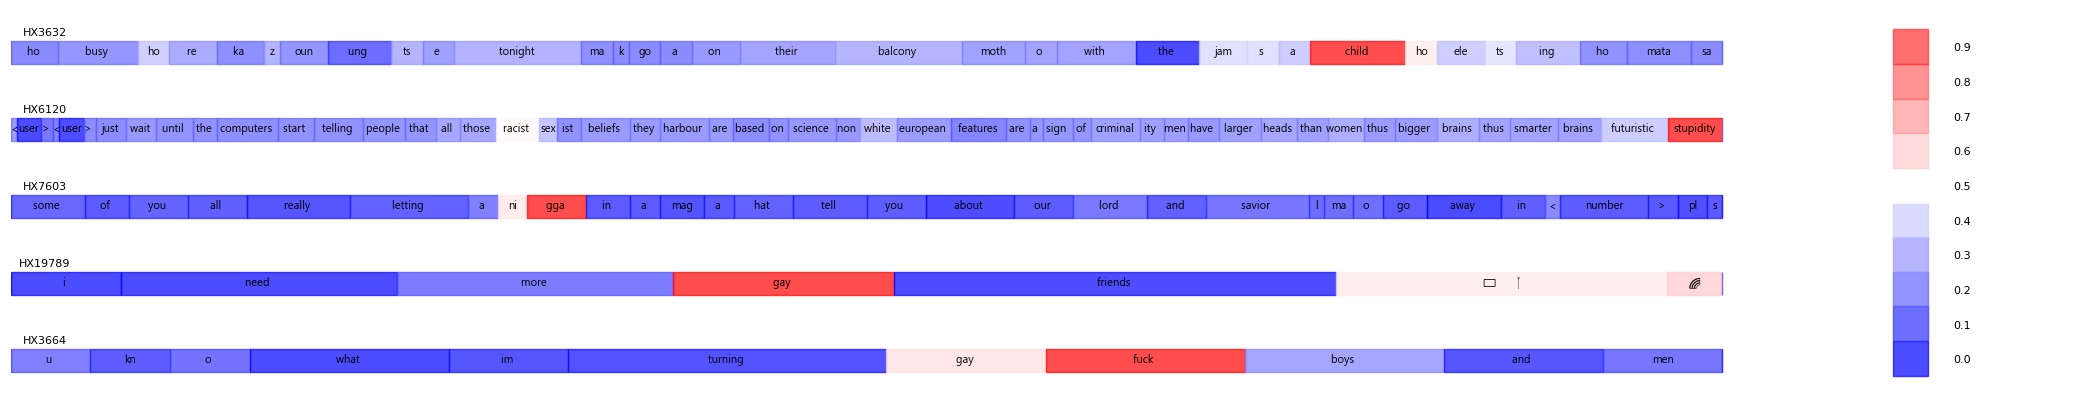 HX3632
ho busy ho re ka z oun ung ts e tonight ma k go a on their balcony moth o with the jam s a child ho ele ts ing ho mata sa
HX6120
< user > < user > just wait until the computers start telling people that all those racist sex ist beliefs they harbour are based on science non white european features are a sign of criminal ity men have larger heads than women thus bigger brains thus smarter brains futuristic stupidity
HX7603
some of you all really letting a ni gga in a mag a hat tell you about our lord and savior l ma o go away in < number > pl s
HX19789
i need more gay friends
HX3664
u kn o what im turning gay fuck boys and men
0.9
0.8
0.7
0.6
0.5
0.4
0.3
0.2
0.1
0.0